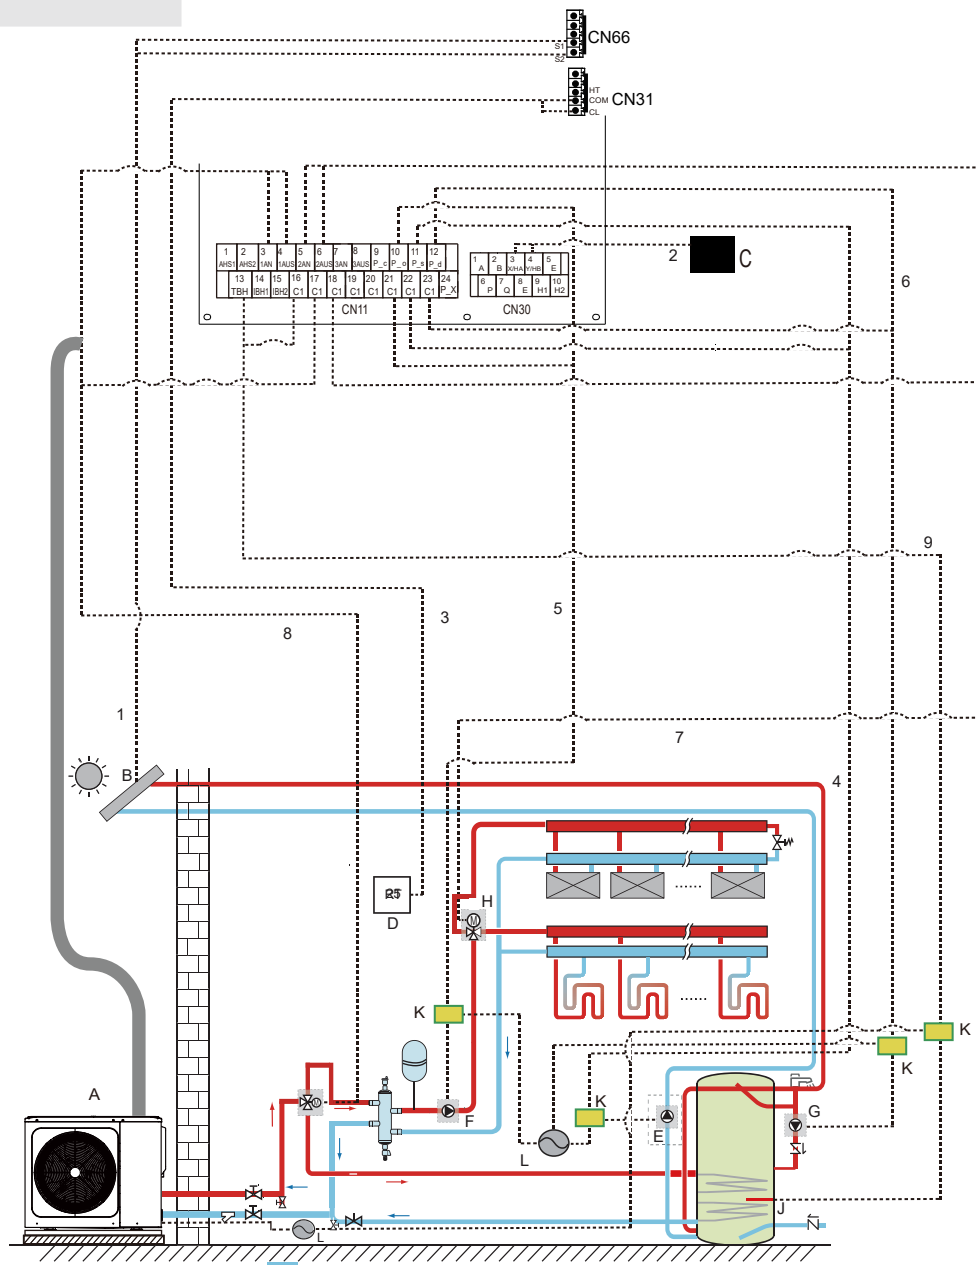 S1
CN66
S2
HT
COM CN31
CL
1 2 3 4 5 6 7 8 9 10 11 12
AHS1 AHS2 1AN 1AUS 2AN 2AUS 3AN 3AUS P_c P_o P_s P_d
13 14 15 16 17 18 19 20 21 22 23 24
TBH IBH1 IBH2 C1 C1 C1 C1 C1 C1 C1 C1 P_X
CN11
1 2 3 4 5
A B X/HA Y/HB E
6 7 8 9 10
P Q E H1 H2
CN30
2
C
6
9
3
5
8
1
7
4
B
H
M
D
K
K
K
K
A
M
F
E
G
L
J
L